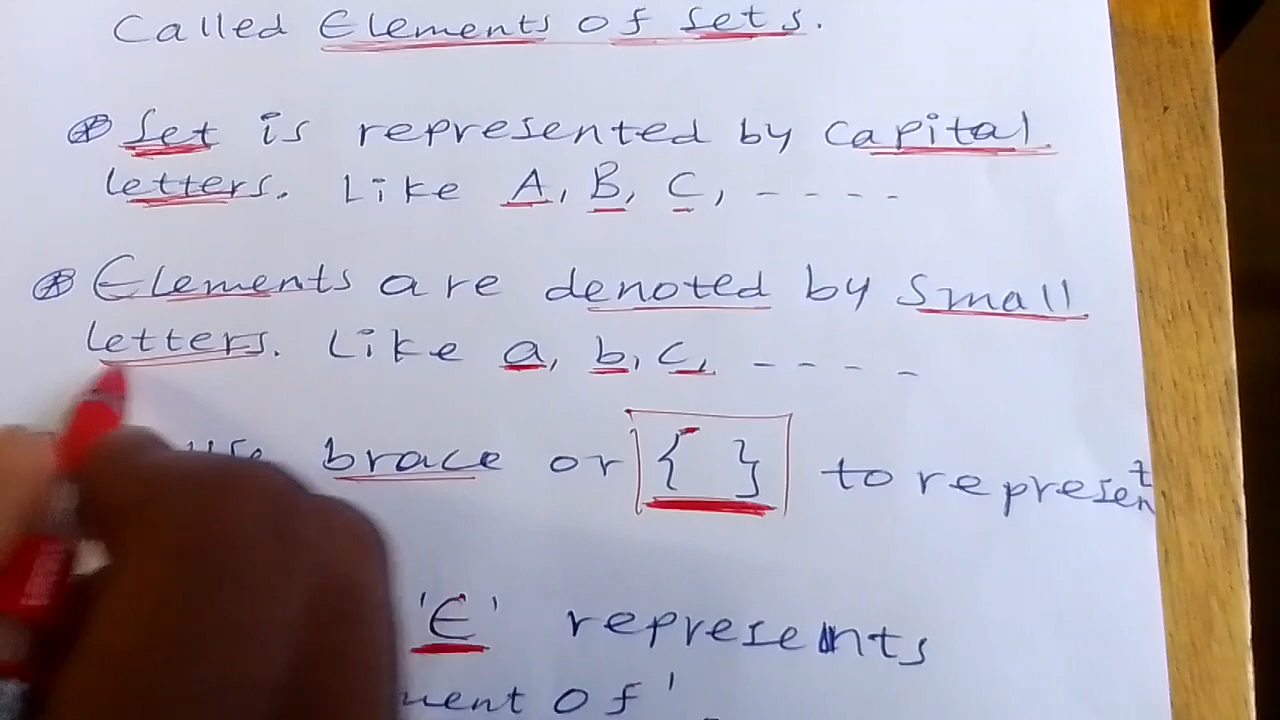 Called Elements of sets.
⊛ Set is represented by capital
letters. Like A, B, C, ----
⊛ Elements are denoted by Small
letters. Like a, b, c, ----
use brace or { } to represent
'∈' represents
of'